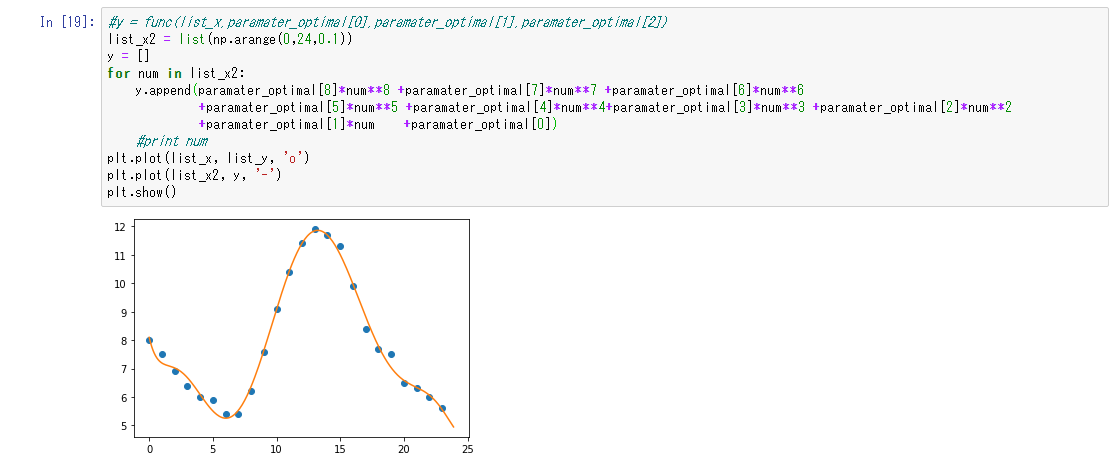 In [19]:
#y = func(list_x,paramater_optimal[0],paramater_optimal[1],paramater_optimal[2])
list_x2 = list(np.arange(0,24,0.1))
y = []
for num in list_x2:
    y.append(paramater_optimal[8]*num**8 +paramater_optimal[7]*num**7 +paramater_optimal[6]*num**6
             +paramater_optimal[5]*num**5 +paramater_optimal[4]*num**4+paramater_optimal[3]*num**3 +paramater_optimal[2]*num**2
             +paramater_optimal[1]*num    +paramater_optimal[0])
    #print num
plt.plot(list_x, list_y, 'o')
plt.plot(list_x2, y, '-')
plt.show()
12
11
10
9
8
7
6
5
0 5 10 15 20 25